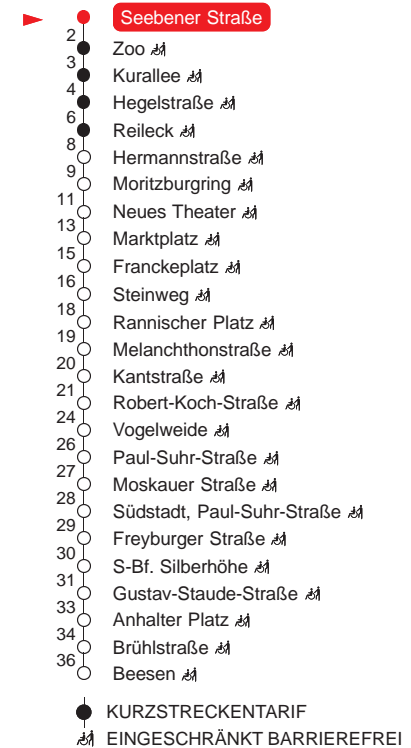 Seebener Straße
2
Zoo
3
Kurallee
4
Hegelstraße
6
Reileck
8
Hermannstraße
9
Moritzburgring
11
Neues Theater
13
Marktplatz
15
Franckeplatz
16
Steinweg
18
Rannischer Platz
19
Melanchthonstraße
20
Kantstraße
21
Robert-Koch-Straße
24
Vogelweide
26
Paul-Suhr-Straße
27
Moskauer Straße
28
Südstadt, Paul-Suhr-Straße
29
Freyburger Straße
30
S-Bf. Silberhöhe
31
Gustav-Staude-Straße
33
Anhalter Platz
34
Brühlstraße
36
Beesen
KURZSTRECKENTARIF
EINGESCHRÄNKT BARRIEREFREI